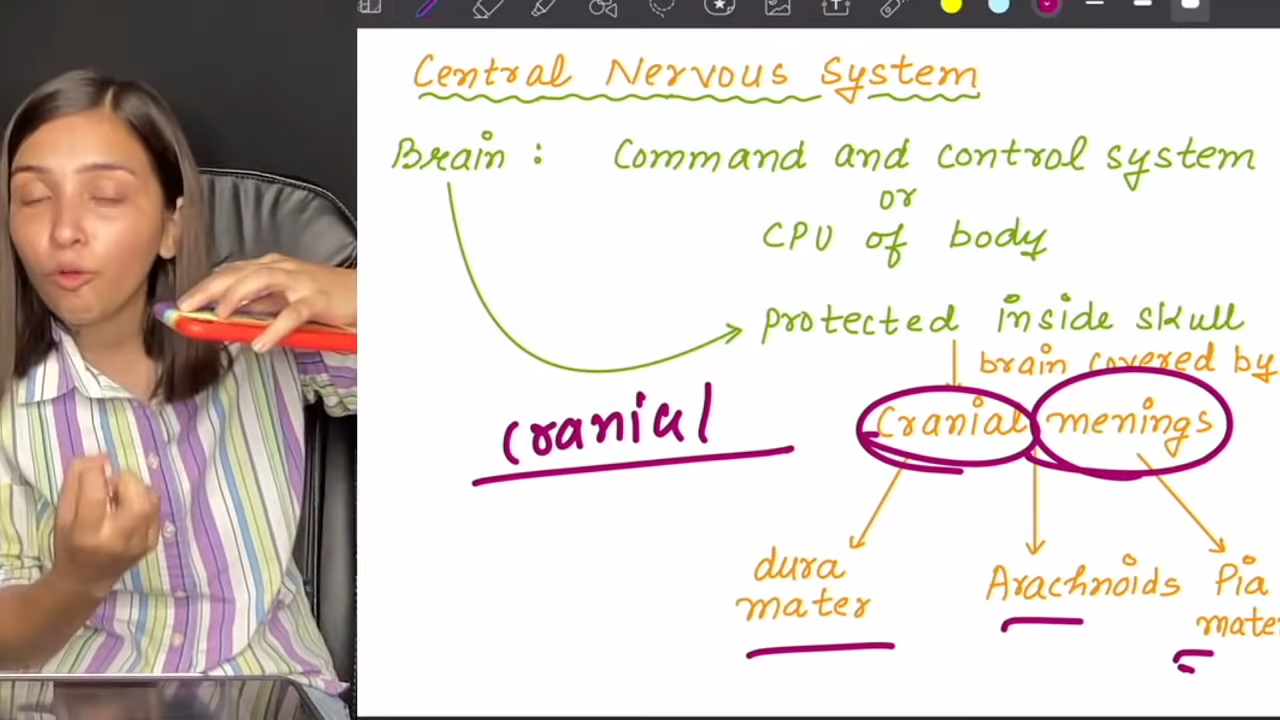 Central Nervous System
Brain : Command and control system
or
CPU of body
protected inside skull
brain covered by
cranial
Cranial menings
dura
mater
Arachnoids
Pia
mate